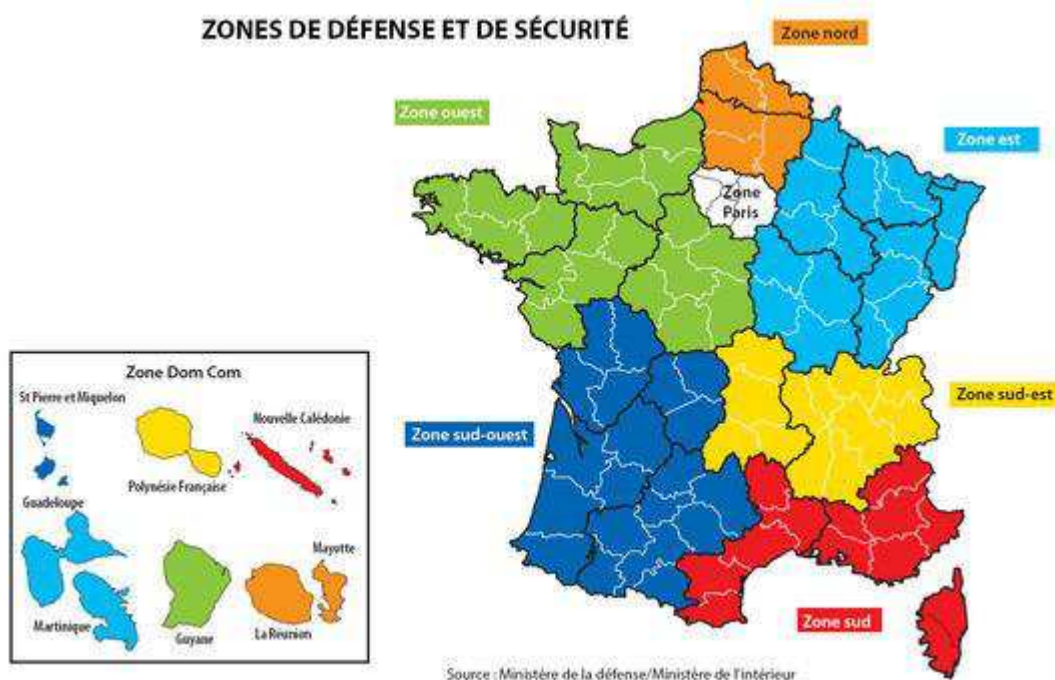 ZONES DE DÉFENSE ET DE SÉCURITÉ
Zone nord
Zone ouest
Zone est
Zone
Paris
Zone Dom Com
St Pierre et Miquelon
Nouvelle Calédonie
Zone sud-est
Zone sud-ouest
Polynésie Française
Guadeloupe
Mayotte
Martinique
Guyane
La Réunion
Zone sud
Source : Ministère de la défense/Ministère de l'intérieur